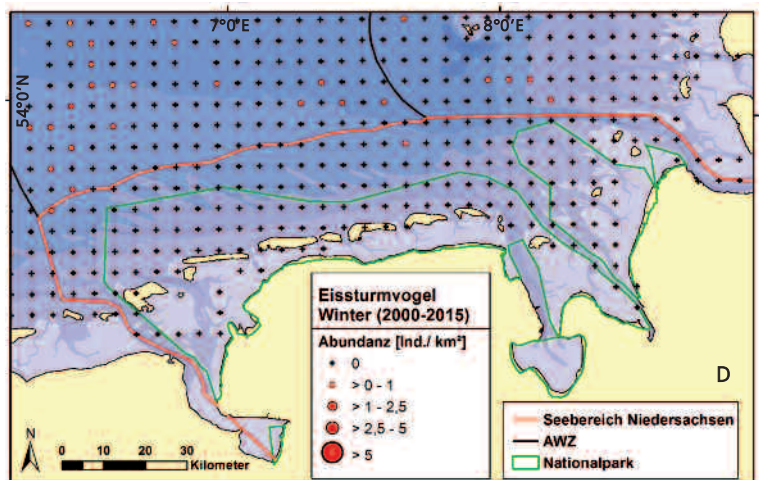 7°0'E
8°0'E
54°0'N
Eissturmvogel
Winter (2000-2015)
Abundanz [Ind./ km²]
0
> 0 - 1
> 1 - 2,5
> 2,5 - 5
> 5
D
Seebereich Niedersachsen
AWZ
Nationalpark
N
0 10 20 30
Kilometer